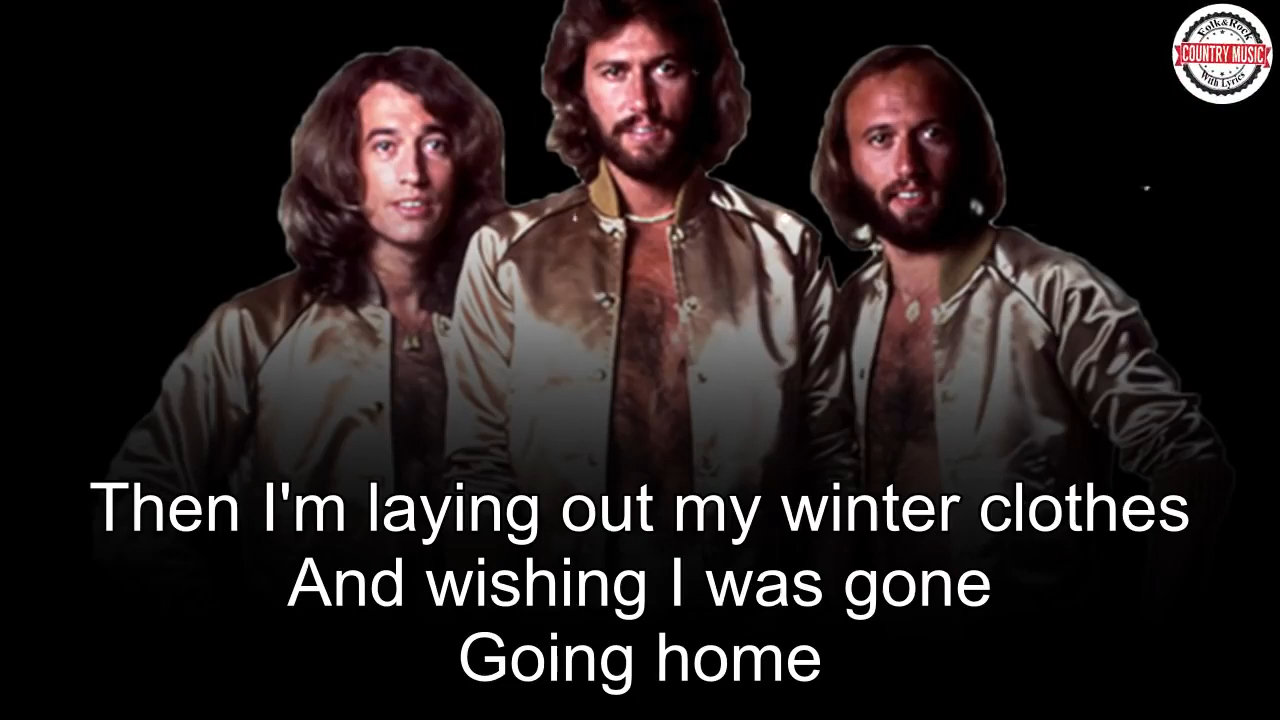 Folk&Rock
COUNTRY MUSIC
With Lyrics
Then I'm laying out my winter clothes
And wishing I was gone
Going home